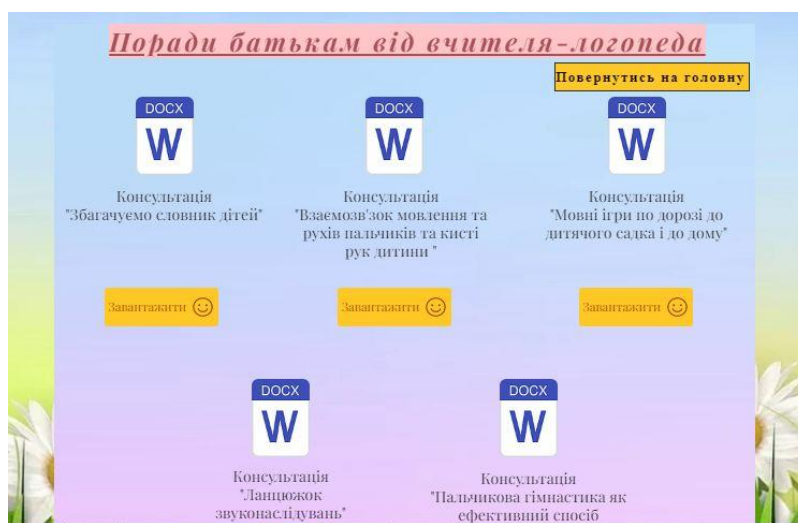 Поради батькам від вчителя-логопеда
Повернутись на головну
DOCX
W
DOCX
W
DOCX
W
Консультація
"Збагачуємо словник дітей"
Консультація
"Взаємозв'зок мовлення та
рухів пальчиків та кисті
рук дитини "
Консультація
"Мовні ігри по дорозі до
дитячого садка і до дому"
Завантажити
Завантажити
Завантажити
DOCX
W
DOCX
W
Консультація
"Ланцюжок
звуконаслідувань"
Консультація
"Пальчикова гімнастика як
ефективний спосіб